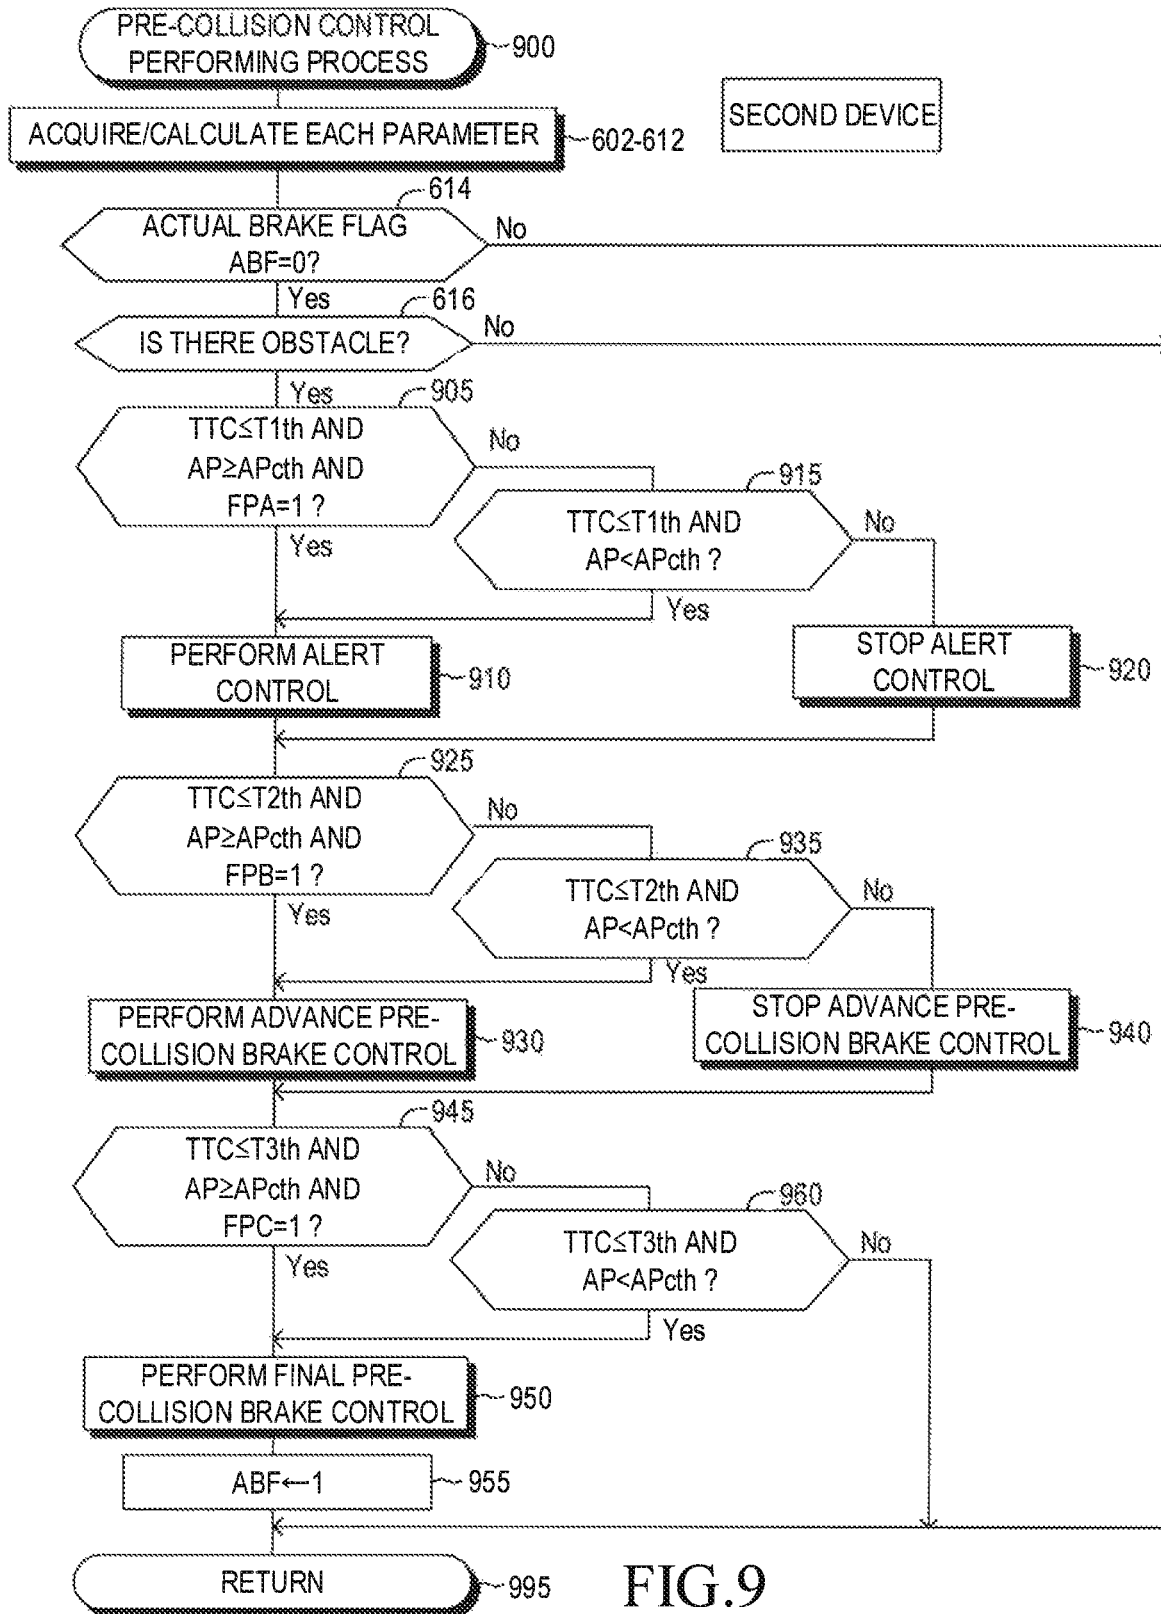 PRE-COLLISION CONTROL
PERFORMING PROCESS
900
SECOND DEVICE
ACQUIRE/CALCULATE EACH PARAMETER
602-612
614
ACTUAL BRAKE FLAG
ABF=0?
No
Yes
616
IS THERE OBSTACLE?
No
Yes
905
TTC≤T1th AND
AP≥APcth AND
FPA=1 ?
No
Yes
915
TTC≤T1th AND
AP<APcth ?
No
Yes
PERFORM ALERT
CONTROL
910
STOP ALERT
CONTROL
920
925
TTC≤T2th AND
AP≥APcth AND
FPB=1 ?
No
Yes
935
TTC≤T2th AND
AP<APcth ?
No
Yes
PERFORM ADVANCE PRE-
COLLISION BRAKE CONTROL
930
STOP ADVANCE PRE-
COLLISION BRAKE CONTROL
940
945
TTC≤T3th AND
AP≥APcth AND
FPC=1 ?
No
Yes
960
TTC≤T3th AND
AP<APcth ?
No
Yes
PERFORM FINAL PRE-
COLLISION BRAKE CONTROL
950
ABF←1
955
RETURN
995
FIG.9